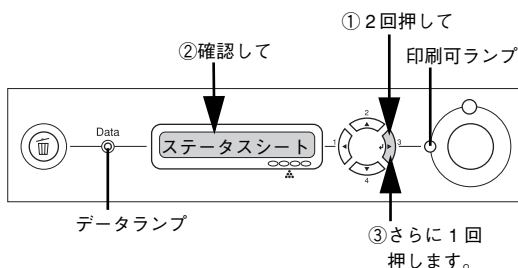 ①2回押して
②確認して
印刷可ランプ
Data
ステータスシート
2
1
3
4
データランプ
③さらに1回
押します。